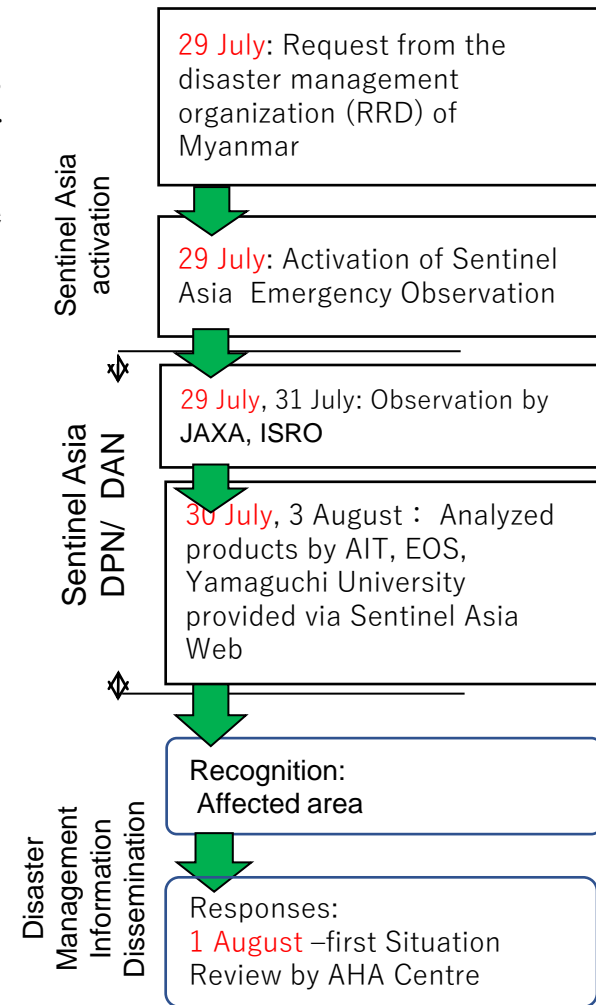 29 July: Request from the
disaster management
organization (RRD) of
Myanmar
Sentinel Asia
activation
29 July: Activation of Sentinel
Asia Emergency Observation
29 July, 31 July: Observation by
JAXA, ISRO
Sentinel Asia
DPN/ DAN
30 July, 3 August : Analyzed
products by AIT, EOS,
Yamaguchi University
provided via Sentinel Asia
Web
Recognition:
Affected area
Disaster
Management
Information
Dissemination
Responses:
1 August –first Situation
Review by AHA Centre